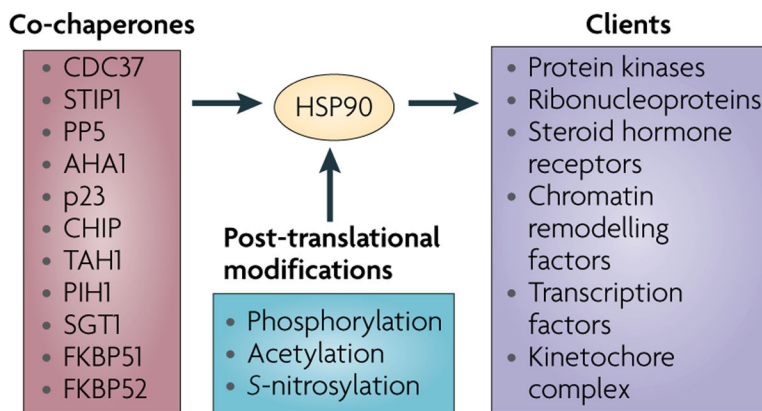 Co-chaperones
• CDC37
• STIP1
• PP5
• AHA1
• p23
• CHIP
• TAH1
• PIH1
• SGT1
• FKBP51
• FKBP52
HSP90
Post-translational
modifications
• Phosphorylation
• Acetylation
• S-nitrosylation
Clients
• Protein kinases
• Ribonucleoproteins
• Steroid hormone
receptors
• Chromatin
remodelling
factors
• Transcription
factors
• Kinetochore
complex